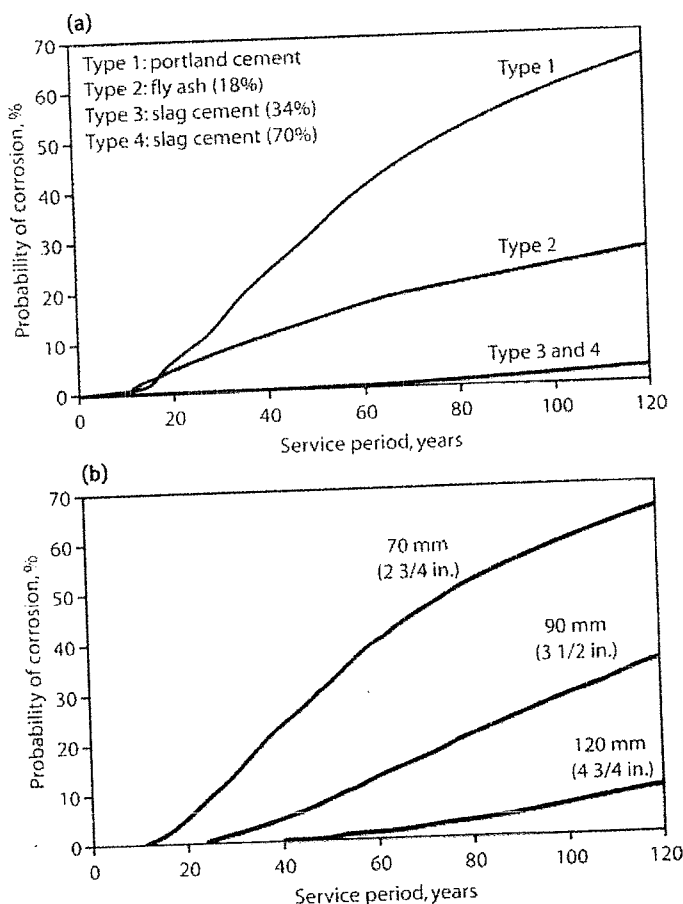 (a)
70
60
50
40
30
20
10
0
Probability of corrosion, %
Type 1: portland cement
Type 2: fly ash (18%)
Type 3: slag cement (34%)
Type 4: slag cement (70%)
Type 1
Type 2
Type 3 and 4
0 20 40 60 80 100 120
Service period, years
(b)
70
60
50
40
30
20
10
0
Probability of corrosion, %
70 mm
(2 3/4 in.)
90 mm
(3 1/2 in.)
120 mm
(4 3/4 in.)
0 20 40 60 80 100 120
Service period, years